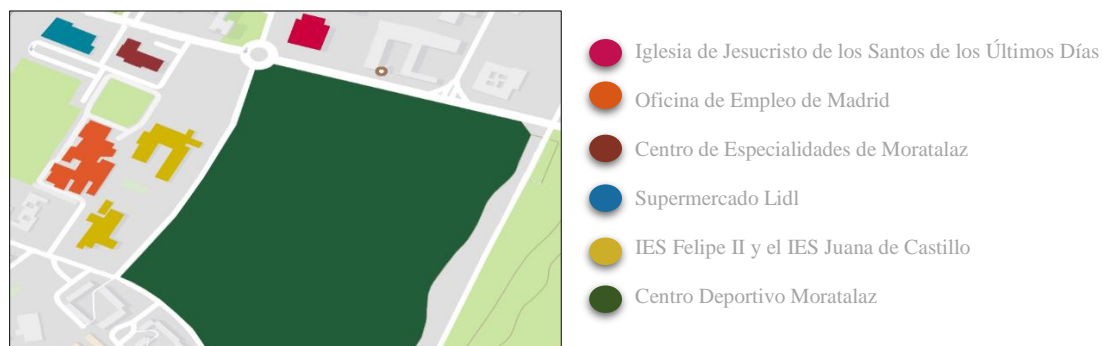 Iglesia de Jesucristo de los Santos de los Últimos Días
Oficina de Empleo de Madrid
Centro de Especialidades de Moratalaz
Supermercado Lidl
IES Felipe II y el IES Juana de Castillo
Centro Deportivo Moratalaz